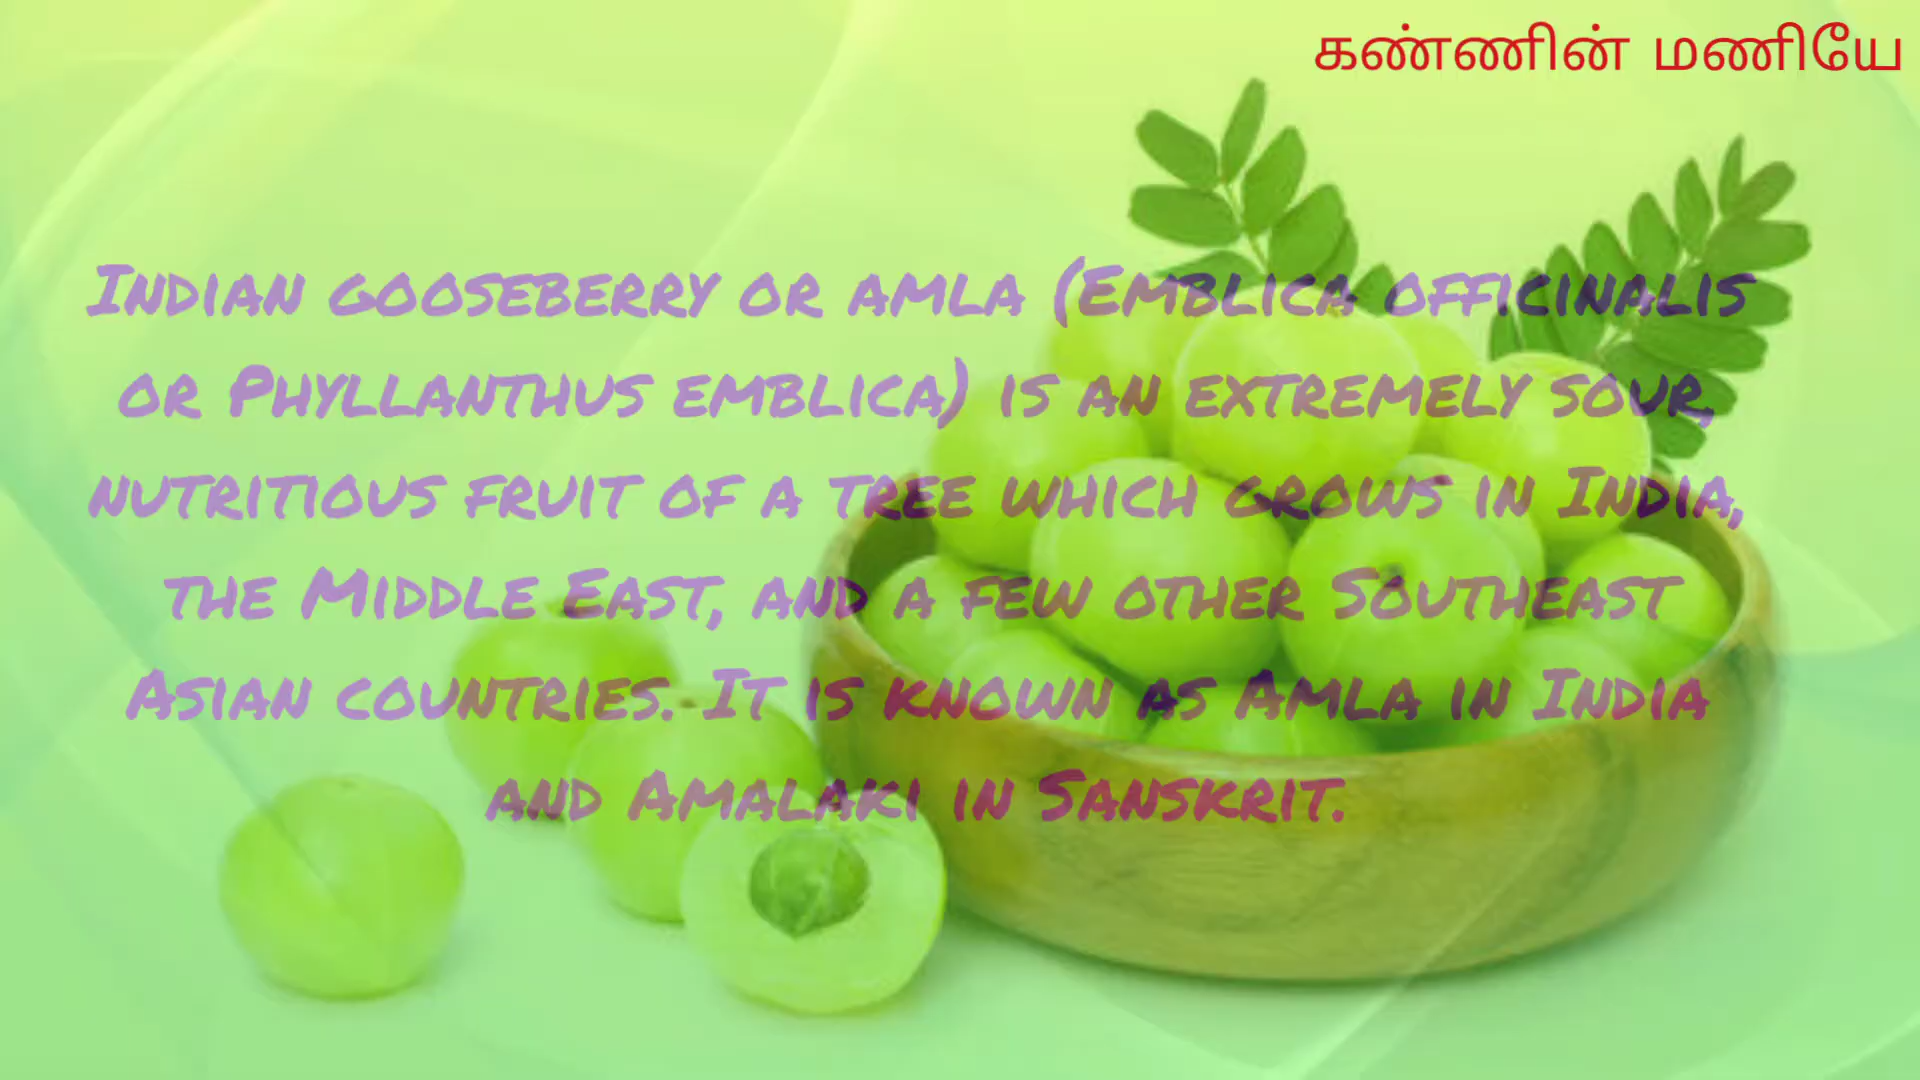 கண்ணின் மணியே
Indian gooseberry or amla (Emblica officinalis
or Phyllanthus emblica) is an extremely sour,
nutritious fruit of a tree which grows in India,
the Middle East, and a few other Southeast
Asian countries. It is known as Amla in India
and Amalaki in Sanskrit.